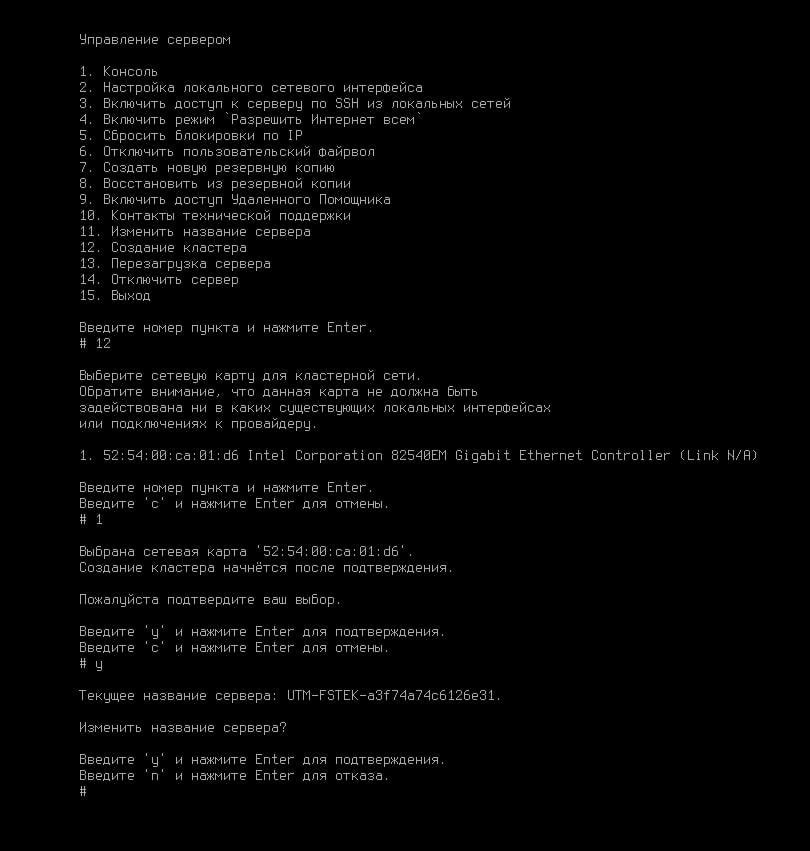 Управление сервером
1. Консоль
2. Настройка локального сетевого интерфейса
3. Включить доступ к серверу по SSH из локальных сетей
4. Включить режим `Разрешить Интернет всем`
5. Сбросить блокировки по IP
6. Отключить пользовательский файрвол
7. Создать новую резервную копию
8. Восстановить из резервной копии
9. Включить доступ Удаленного Помощника
10. Контакты технической поддержки
11. Изменить название сервера
12. Создание кластера
13. Перезагрузка сервера
14. Отключить сервер
15. Выход
Введите номер пункта и нажмите Enter.
# 12
Выберите сетевую карту для кластерной сети.
Обратите внимание, что данная карта не должна быть
задействована ни в каких существующих локальных интерфейсах
или подключениях к провайдеру.
1. 52:54:00:ca:01:d6 Intel Corporation 82540EM Gigabit Ethernet Controller (Link N/A)
Введите номер пункта и нажмите Enter.
Введите 'c' и нажмите Enter для отмены.
# 1
Выбрана сетевая карта '52:54:00:ca:01:d6'.
Создание кластера начнётся после подтверждения.
Пожалуйста подтвердите ваш выбор.
Введите 'y' и нажмите Enter для подтверждения.
Введите 'c' и нажмите Enter для отмены.
# y
Текущее название сервера: UTM-FSTEK-a3f74a74c6126e31.
Изменить название сервера?
Введите 'y' и нажмите Enter для подтверждения.
Введите 'n' и нажмите Enter для отказа.
#